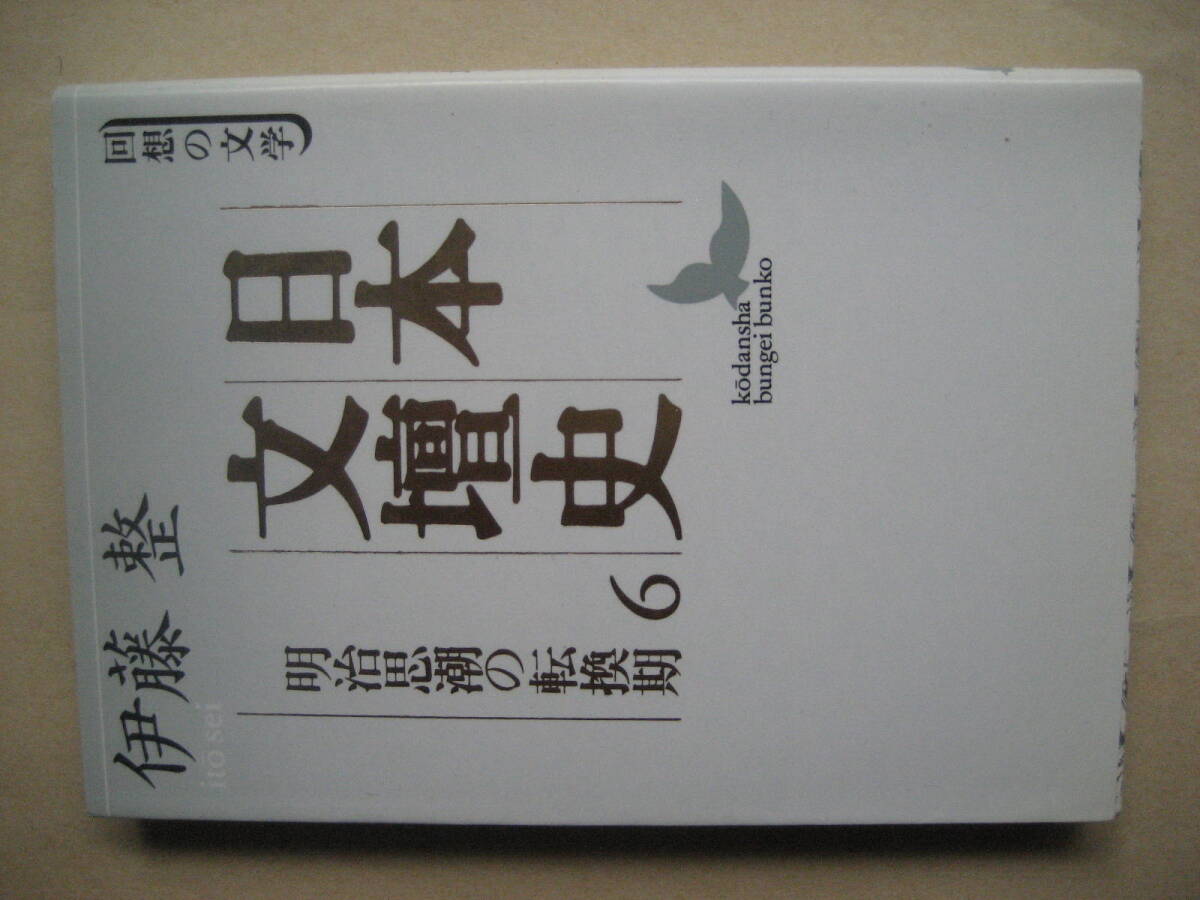 回想の文学
日本
文壇史
6
明治思潮の転換期
伊藤 整
itō sei
kōdansha
bungei bunko